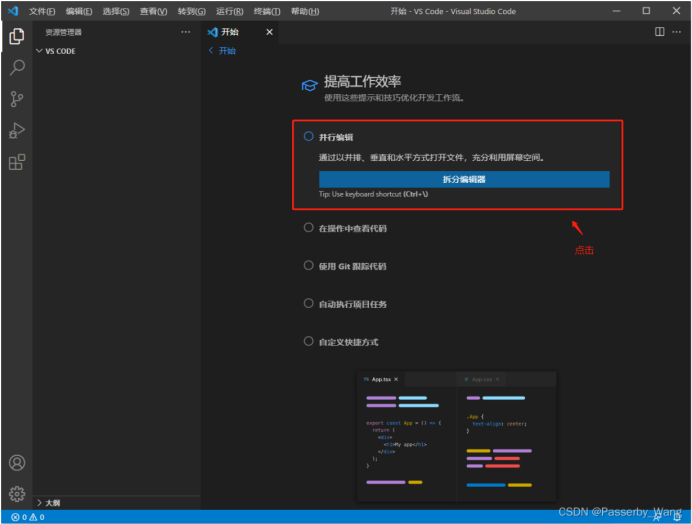 文件(F) 编辑(E) 选择(S) 查看(V) 转到(G) 运行(R) 终端(T) 帮助(H) 开始 - VS Code - Visual Studio Code
资源管理器 ···
VS CODE
开始
开始
提高工作效率
使用这些提示和技巧优化开发工作流。
并行编辑
通过以并排、垂直和水平方式打开文件，充分利用屏幕空间。
拆分编辑器
Tip: Use keyboard shortcut (Ctrl+\)
点击
在操作中查看代码
使用 Git 跟踪代码
自动执行项目任务
自定义快捷方式
App.tsx App.tsx
export const App = () => {
return (
<div>
<h1>My app</h1>
</div>
);
}
.App {
text-align: center;
}
大纲
0 0
CSDN @Passerby_Wang